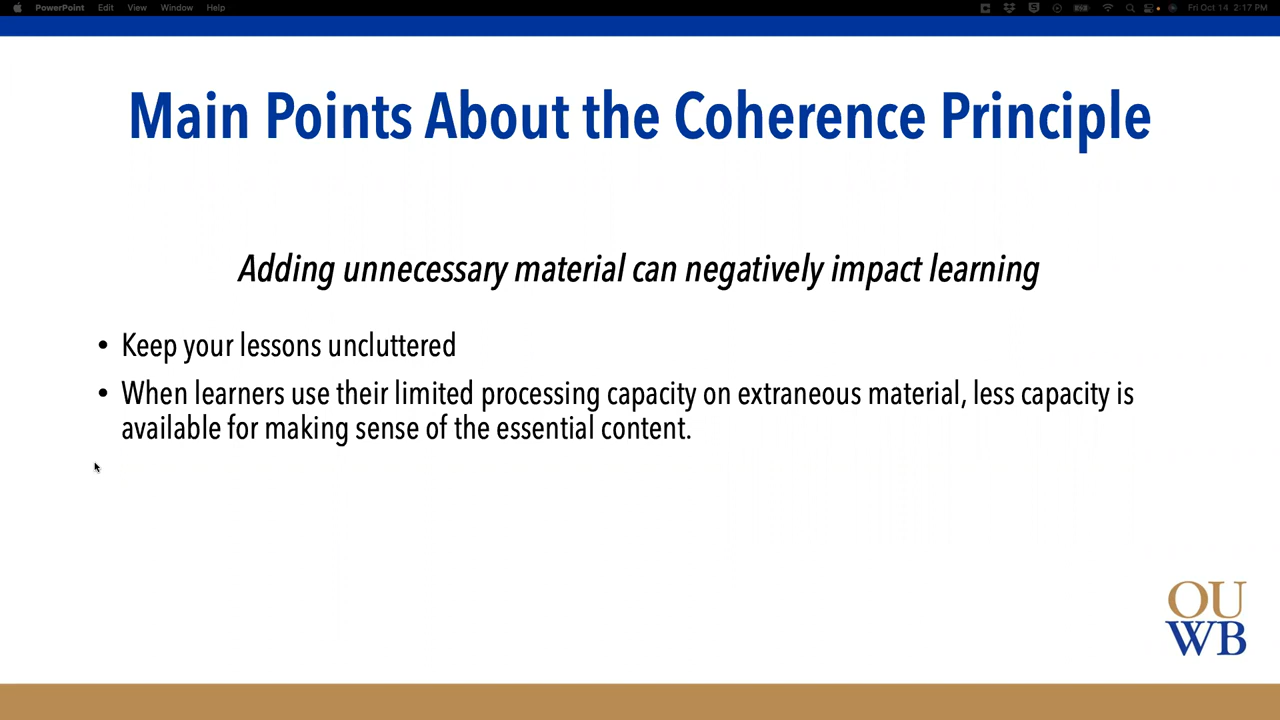 PowerPoint Edit View Window Help Fri Oct 14 2:17 PM
Main Points About the Coherence Principle
Adding unnecessary material can negatively impact learning
• Keep your lessons uncluttered
• When learners use their limited processing capacity on extraneous material, less capacity is
available for making sense of the essential content.
OU
WB